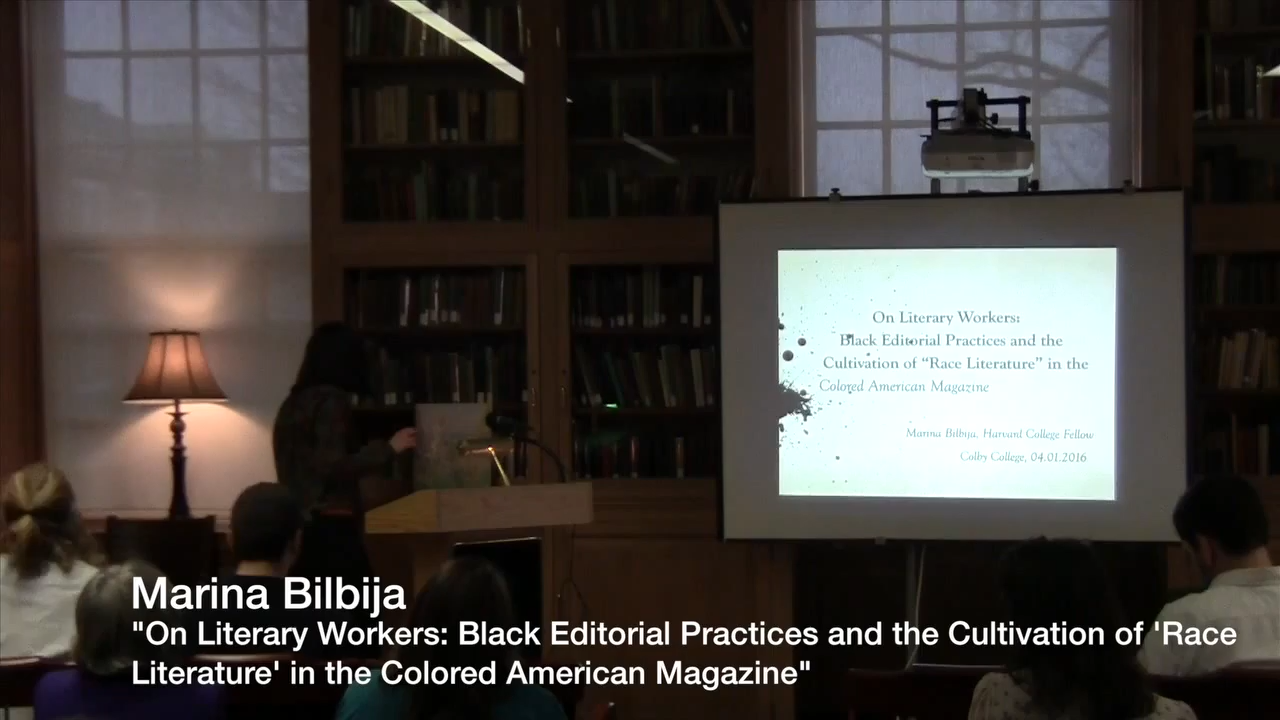 On Literary Workers:
Black Editorial Practices and the
Cultivation of “Race Literature” in the
Colored American Magazine
Marina Bilbija, Harvard College Fellow
Colby College, 04.01.2016
Marina Bilbija
"On Literary Workers: Black Editorial Practices and the Cultivation of 'Race
Literature' in the Colored American Magazine"